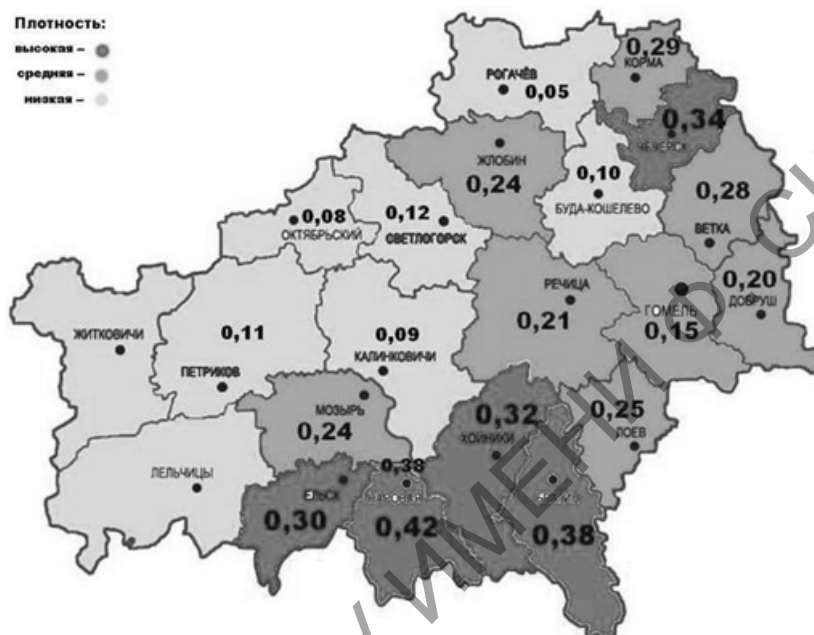 Плотность:
высокая –
средняя –
низкая –
0,29
КОРМА
РОГАЧЁВ
0,05
0,34
ЧЕЧЕРСК
ЖЛОБИН
0,24
0,10
БУДА-КОШЕЛЕВО
0,28
ВЕТКА
0,08
ОКТЯБРЬСКИЙ
0,12
СВЕТЛОГОРСК
РЕЧИЦА
0,21
ГОМЕЛЬ
0,15
0,20
ДОБРУШ
ЖИТКОВИЧИ
0,11
ПЕТРИКОВ
0,09
КАЛИНКОВИЧИ
МОЗЫРЬ
0,24
0,32
ХОЙНИКИ
0,25
ЛОЕВ
ЛЕЛЬЧИЦЫ
ЕЛЬСК
0,30
0,38
0,42
0,38
ИМЕНИ Ф